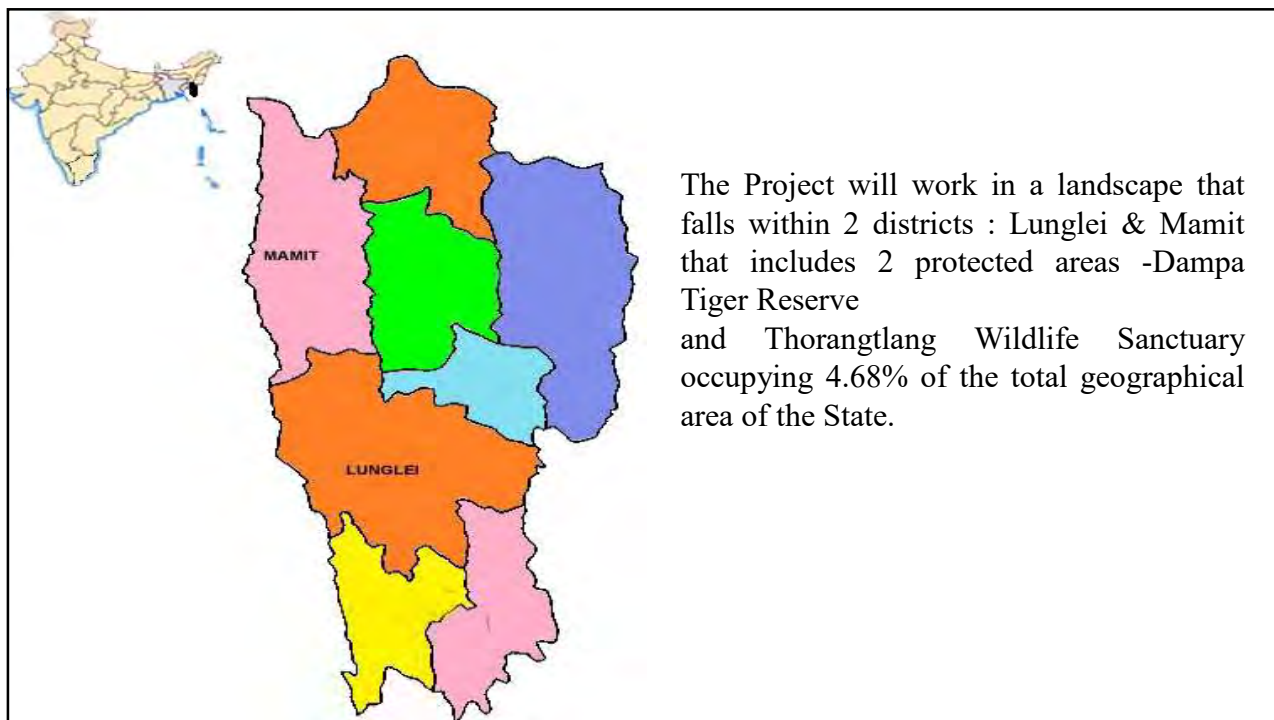 MAMIT
LUNGLEI
The Project will work in a landscape that
falls within 2 districts : Lunglei & Mamit
that includes 2 protected areas -Dampa
Tiger Reserve
and Thorangtlang Wildlife Sanctuary
occupying 4.68% of the total geographical
area of the State.